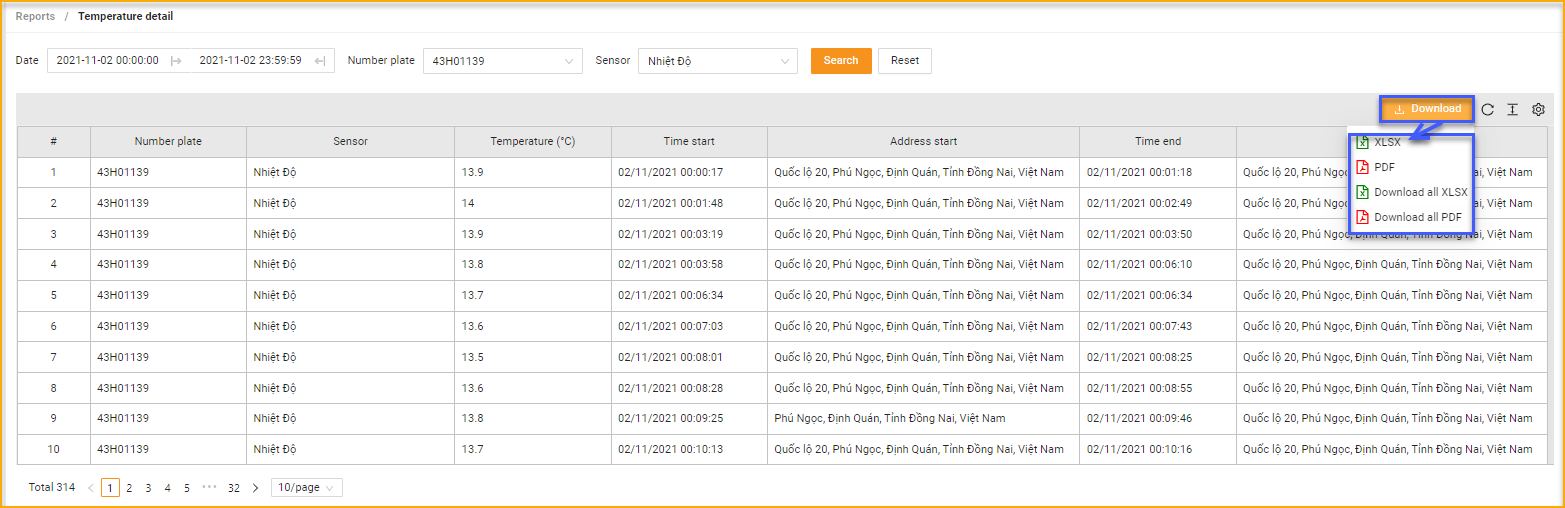 Reports / Temperature detail
Date 2021-11-02 00:00:00 2021-11-02 23:59:59 Number plate 43H01139 Sensor Nhiệt Độ Search Reset
Download
# Number plate Sensor Temperature (°C) Time start Address start Time end
XLSX
1 43H01139 Nhiệt Độ 13.9 02/11/2021 00:00:17 Quốc lộ 20, Phú Ngọc, Định Quán, Tỉnh Đồng Nai, Việt Nam 02/11/2021 00:01:18 Quốc lộ 20, Phú Ngọc, Việt Nam
PDF
Download all XLSX
2 43H01139 Nhiệt Độ 14 02/11/2021 00:01:48 Quốc lộ 20, Phú Ngọc, Định Quán, Tỉnh Đồng Nai, Việt Nam 02/11/2021 00:02:49 Quốc lộ 20, Phú Ngọc, Việt Nam
Download all PDF
3 43H01139 Nhiệt Độ 13.9 02/11/2021 00:03:19 Quốc lộ 20, Phú Ngọc, Định Quán, Tỉnh Đồng Nai, Việt Nam 02/11/2021 00:03:50 Quốc lộ 20, Phú Ngọc, Định Quán, Tỉnh Đồng Nai, Việt Nam
4 43H01139 Nhiệt Độ 13.8 02/11/2021 00:03:58 Quốc lộ 20, Phú Ngọc, Định Quán, Tỉnh Đồng Nai, Việt Nam 02/11/2021 00:06:10 Quốc lộ 20, Phú Ngọc, Định Quán, Tỉnh Đồng Nai, Việt Nam
5 43H01139 Nhiệt Độ 13.7 02/11/2021 00:06:34 Quốc lộ 20, Phú Ngọc, Định Quán, Tỉnh Đồng Nai, Việt Nam 02/11/2021 00:06:34 Quốc lộ 20, Phú Ngọc, Định Quán, Tỉnh Đồng Nai, Việt Nam
6 43H01139 Nhiệt Độ 13.6 02/11/2021 00:07:03 Quốc lộ 20, Phú Ngọc, Định Quán, Tỉnh Đồng Nai, Việt Nam 02/11/2021 00:07:43 Quốc lộ 20, Phú Ngọc, Định Quán, Tỉnh Đồng Nai, Việt Nam
7 43H01139 Nhiệt Độ 13.5 02/11/2021 00:08:01 Quốc lộ 20, Phú Ngọc, Định Quán, Tỉnh Đồng Nai, Việt Nam 02/11/2021 00:08:25 Quốc lộ 20, Phú Ngọc, Định Quán, Tỉnh Đồng Nai, Việt Nam
8 43H01139 Nhiệt Độ 13.6 02/11/2021 00:08:28 Quốc lộ 20, Phú Ngọc, Định Quán, Tỉnh Đồng Nai, Việt Nam 02/11/2021 00:08:55 Quốc lộ 20, Phú Ngọc, Định Quán, Tỉnh Đồng Nai, Việt Nam
9 43H01139 Nhiệt Độ 13.8 02/11/2021 00:09:25 Phú Ngọc, Định Quán, Tỉnh Đồng Nai, Việt Nam 02/11/2021 00:09:46 Quốc lộ 20, Phú Ngọc, Định Quán, Tỉnh Đồng Nai, Việt Nam
10 43H01139 Nhiệt Độ 13.7 02/11/2021 00:10:13 Quốc lộ 20, Phú Ngọc, Định Quán, Tỉnh Đồng Nai, Việt Nam 02/11/2021 00:10:16 Quốc lộ 20, Phú Ngọc, Định Quán, Tỉnh Đồng Nai, Việt Nam
Total 314 < 1 2 3 4 5 ••• 32 > 10/page